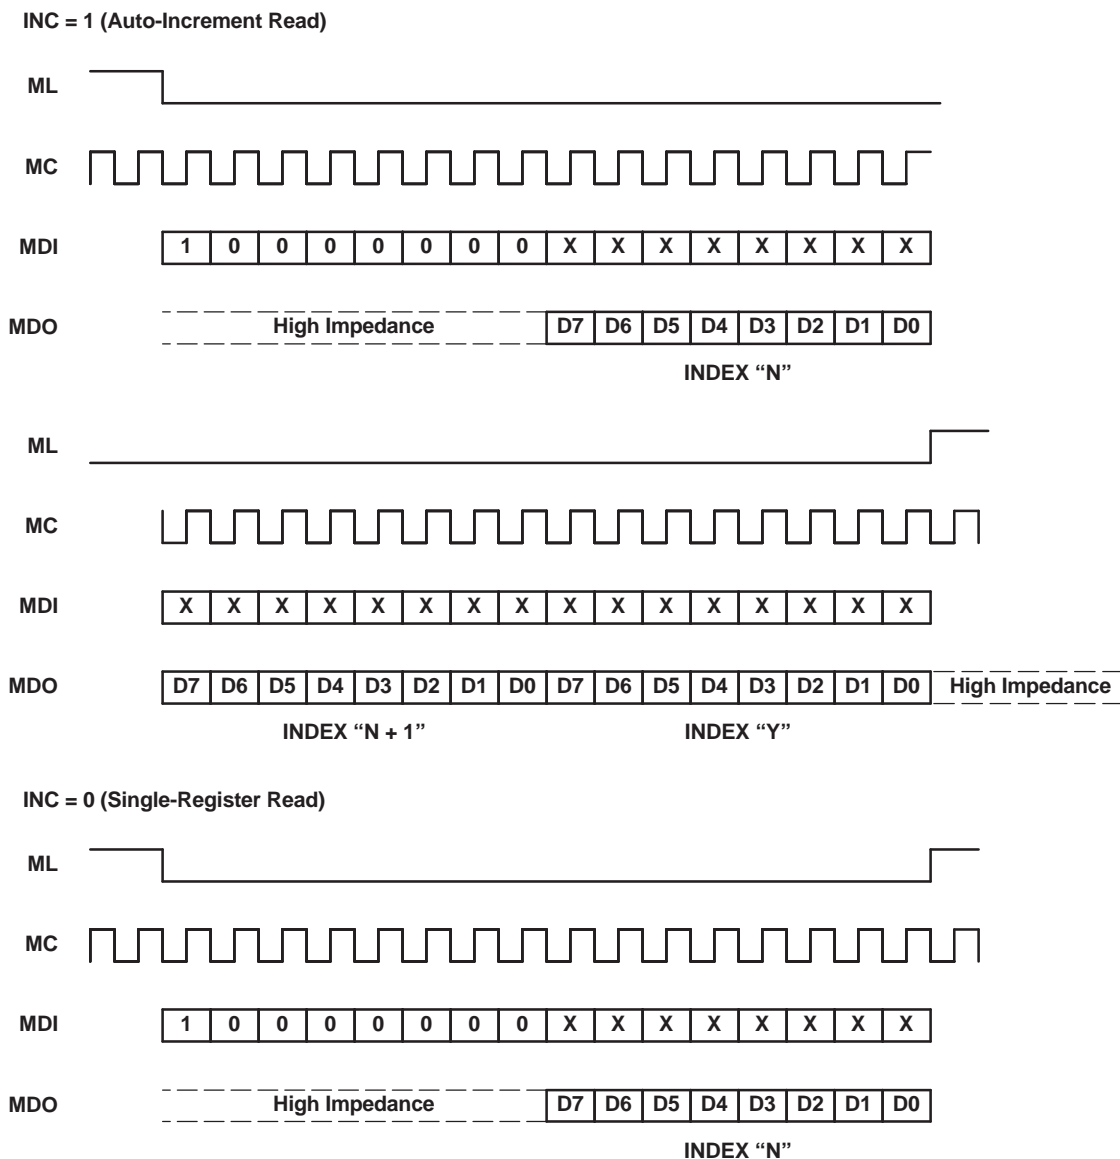 INC = 1 (Auto-Increment Read)
ML
MC
MDI 1 0 0 0 0 0 0 0 X X X X X X X X
MDO High Impedance D7 D6 D5 D4 D3 D2 D1 D0
INDEX “N”
ML
MC
MDI X X X X X X X X X X X X X X X X
MDO D7 D6 D5 D4 D3 D2 D1 D0 D7 D6 D5 D4 D3 D2 D1 D0 High Impedance
INDEX “N + 1” INDEX “Y”
INC = 0 (Single-Register Read)
ML
MC
MDI 1 0 0 0 0 0 0 0 X X X X X X X X
MDO High Impedance D7 D6 D5 D4 D3 D2 D1 D0
INDEX “N”